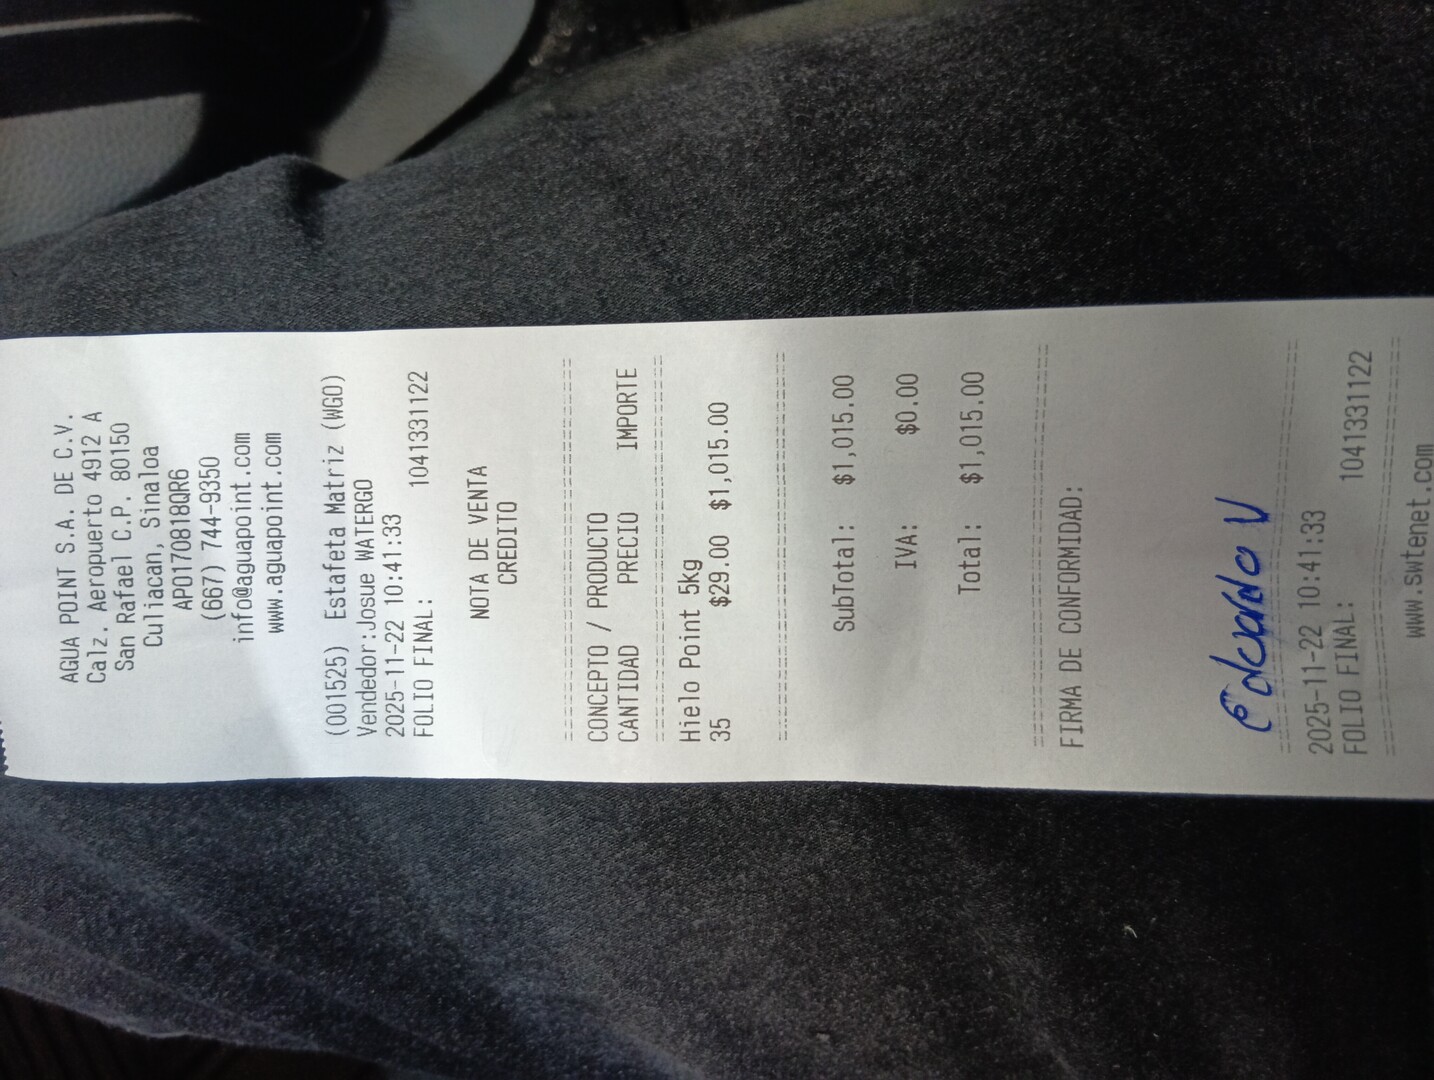 AGUA POINT S.A. DE C.V.
Calz. Aeropuerto 4912 A
San Rafael C.P. 80150
Culiacan, Sinaloa
APO170818QR6
(667) 744-9350
info@aguapoint.com
www.aguapoint.com
(001525) Estafeta Matriz (WGO)
Vendedor:Josue WATERGO
2025-11-22 10:41:33
FOLIO FINAL: 1041331122
NOTA DE VENTA
CREDITO
CONCEPTO / PRODUCTO
CANTIDAD PRECIO IMPORTE
Hielo Point 5kg
35 $29.00 $1,015.00
SubTotal: $1,015.00
IVA: $0.00
Total: $1,015.00
FIRMA DE CONFORMIDAD:
2025-11-22 10:41:33
FOLIO FINAL: 1041331122
www.swtenet.com